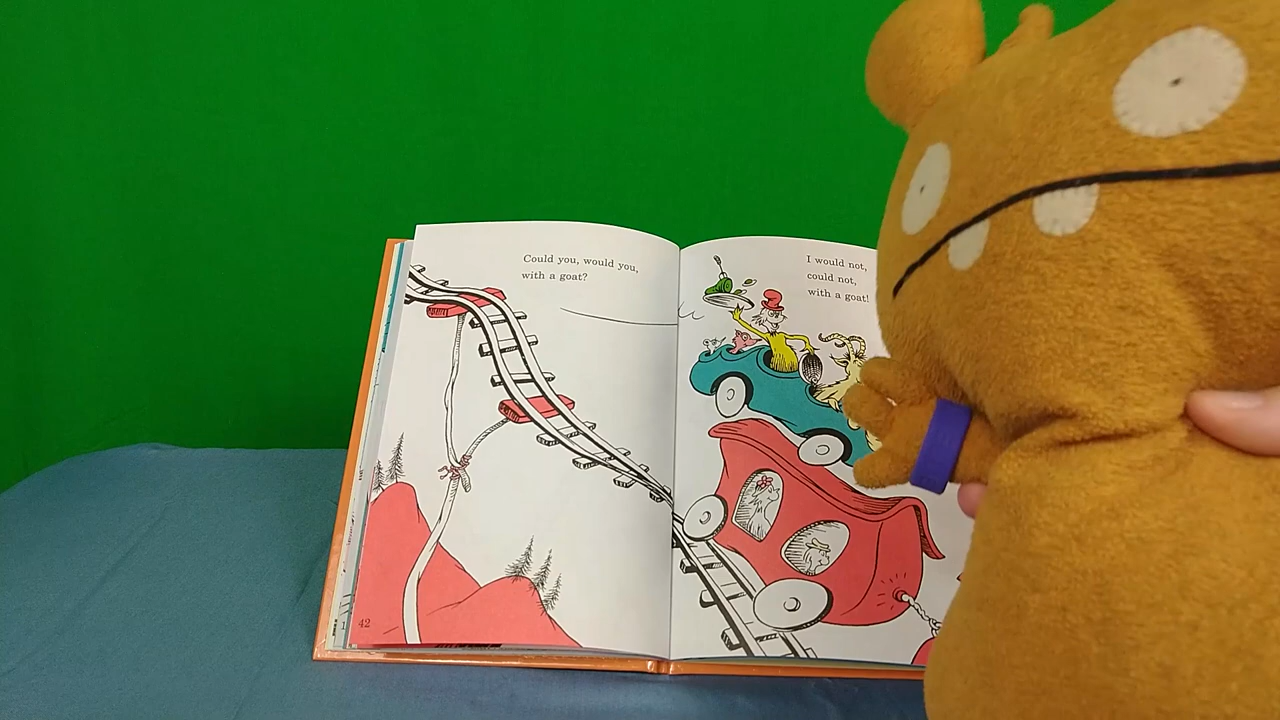 Could you, would you,
with a goat?
I would not,
could not,
with a goat!
42